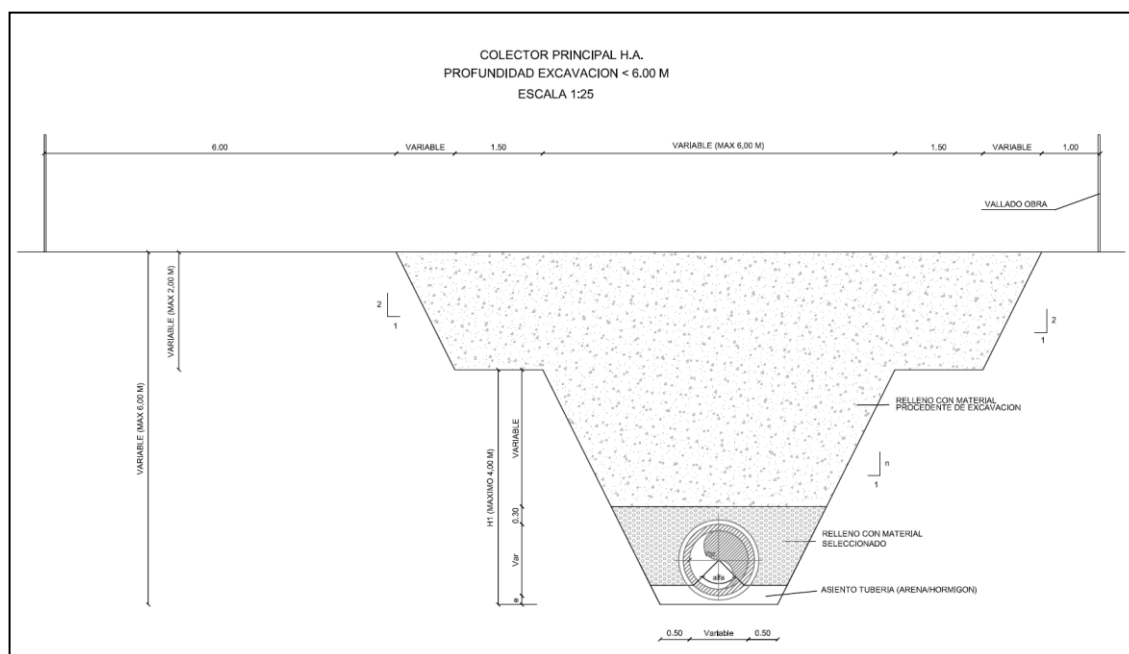 COLECTOR PRINCIPAL H.A.
PROFUNDIDAD EXCAVACION < 6.00 M
ESCALA 1:25
6.00
VARIABLE
1.50
VARIABLE (MAX 6,00 M)
1.50
VARIABLE
1.00
VALLADO OBRA
VARIABLE (MAX 6,00 M)
VARIABLE (MAX 2,00 M)
2
1
2
1
H1 (MAXIMO 4,00 M)
VARIABLE
0.30
Var
e
RELLENO CON MATERIAL
PROCEDENTE DE EXCAVACION
n
1
RELLENO CON MATERIAL
SELECCIONADO
alfa
ASIENTO TUBERIA (ARENA/HORMIGON)
0.50
Variable
0.50